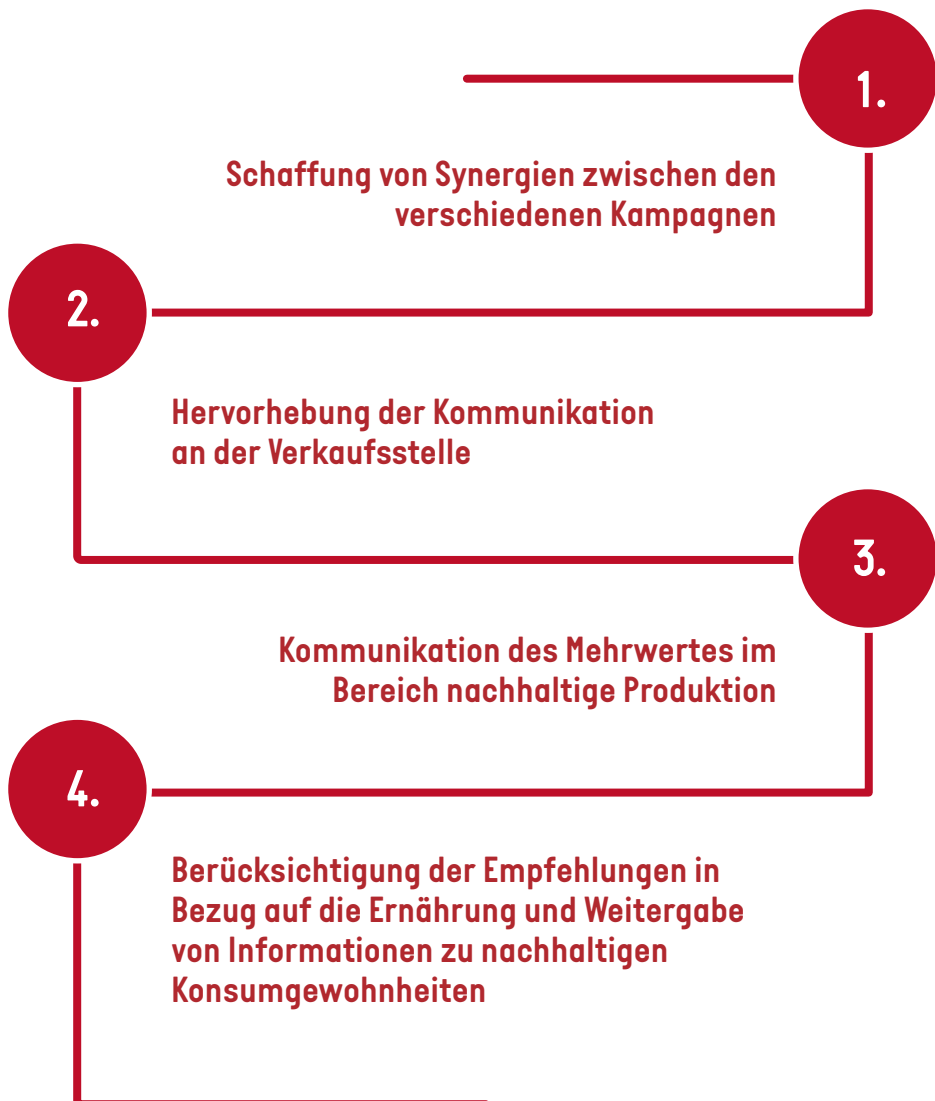 1.
Schaffung von Synergien zwischen den
verschiedenen Kampagnen
2.
Hervorhebung der Kommunikation
an der Verkaufsstelle
3.
Kommunikation des Mehrwertes im
Bereich nachhaltige Produktion
4.
Berücksichtigung der Empfehlungen in
Bezug auf die Ernährung und Weitergabe
von Informationen zu nachhaltigen
Konsumgewohnheiten